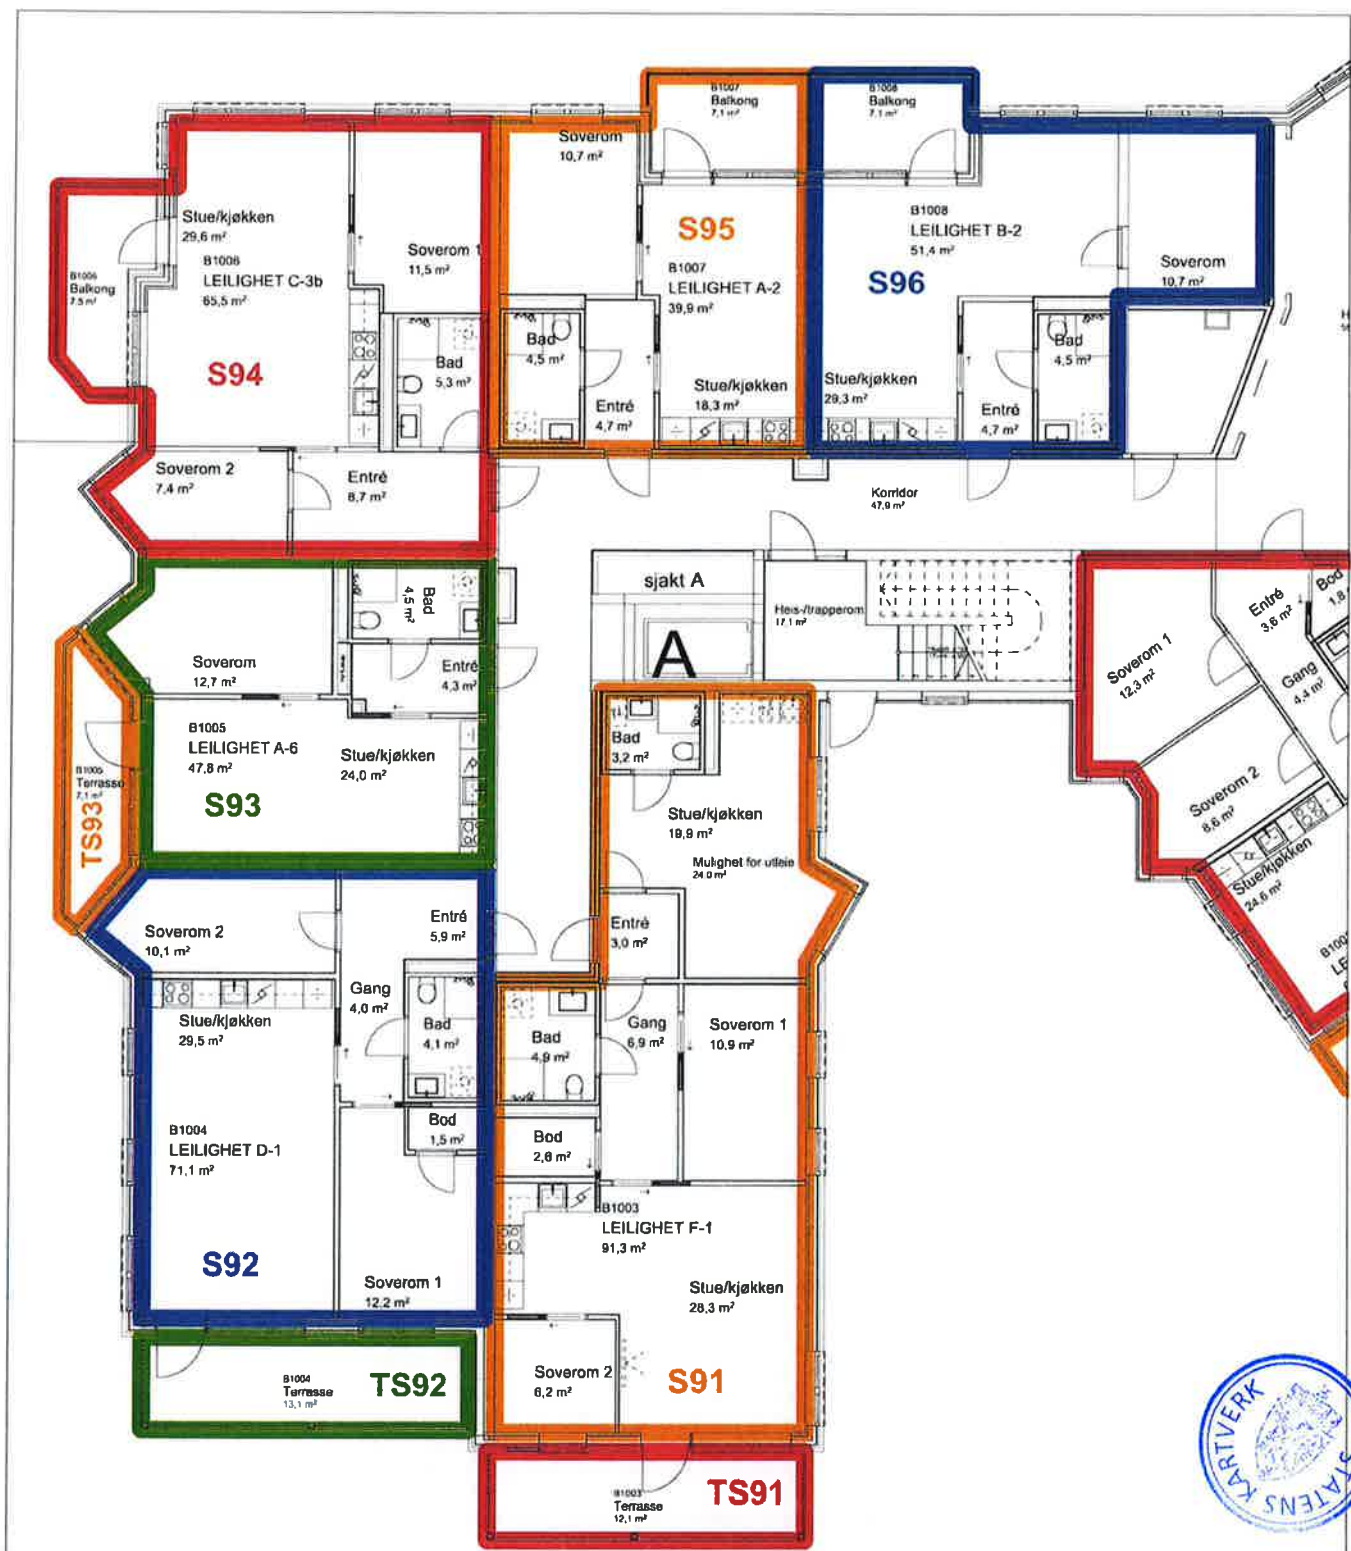 B1007
Balkong
7,1 m²
B1008
Balkong
7,1 m²
Soverom
10,7 m²
Stue/kjøkken
29,6 m²
B1006
LEILIGHET C-3b
65,5 m²
Soverom 1
11,5 m²
B1006
Balkong
7,5 m²
S94
Bad
5,3 m²
Soverom 2
7,4 m²
Entré
8,7 m²
S95
B1007
LEILIGHET A-2
39,9 m²
Bad
4,5 m²
Entré
4,7 m²
Stue/kjøkken
18,3 m²
B1008
LEILIGHET B-2
51,4 m²
S96
Soverom
10,7 m²
Stue/kjøkken
29,3 m²
Entré
4,7 m²
Bad
4,5 m²
Korridor
47,9 m²
sjakt A
A
Heis-/trapperom
17,1 m²
Bad
4,5 m²
Soverom
12,7 m²
Entré
4,3 m²
B1005
LEILIGHET A-6
47,8 m²
Stue/kjøkken
24,0 m²
S93
B1005
Terrasse
7,1 m²
TS93
Soverom 1
12,3 m²
Entré
3,6 m²
Bod
1,8
Gang
4,4 m²
Soverom 2
8,6 m²
Stue/kjøkken
24,6 m²
B100
LE
Bad
3,2 m²
Stue/kjøkken
19,9 m²
Mulighet for utleie
24,0 m²
Entré
3,0 m²
Soverom 2
10,1 m²
Entré
5,9 m²
Gang
4,0 m²
Stue/kjøkken
29,5 m²
Bad
4,1 m²
Bod
1,5 m²
B1004
LEILIGHET D-1
71,1 m²
S92
Soverom 1
12,2 m²
Bad
4,9 m²
Gang
6,9 m²
Soverom 1
10,9 m²
Bod
2,6 m²
B1003
LEILIGHET F-1
91,3 m²
Stue/kjøkken
28,3 m²
Soverom 2
6,2 m²
S91
B1004
Terrasse
13,1 m²
TS92
B1003
Terrasse
12,1 m²
TS91
STATENS KARTVERK